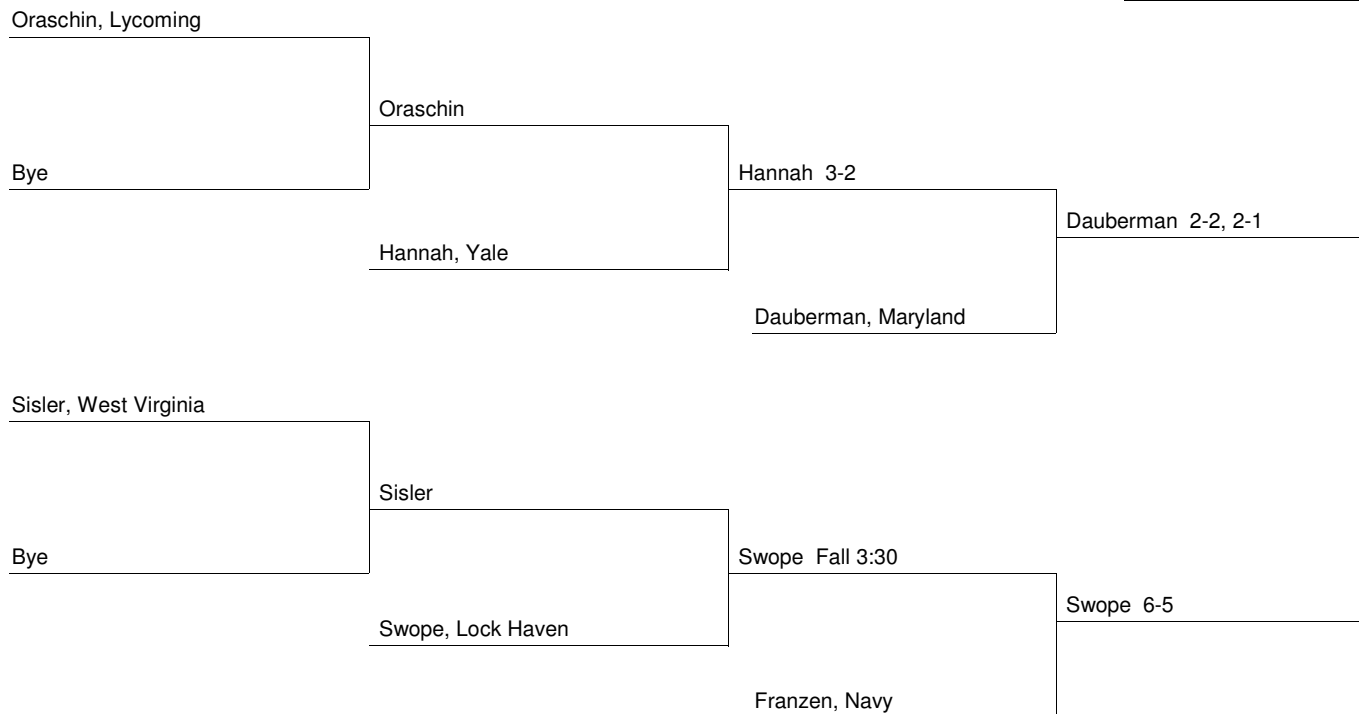 Oraschin, Lycoming
Oraschin
Bye
Hannah  3-2
Dauberman  2-2, 2-1
Hannah, Yale
Dauberman, Maryland
Sisler, West Virginia
Sisler
Bye
Swope  Fall 3:30
Swope  6-5
Swope, Lock Haven
Franzen, Navy